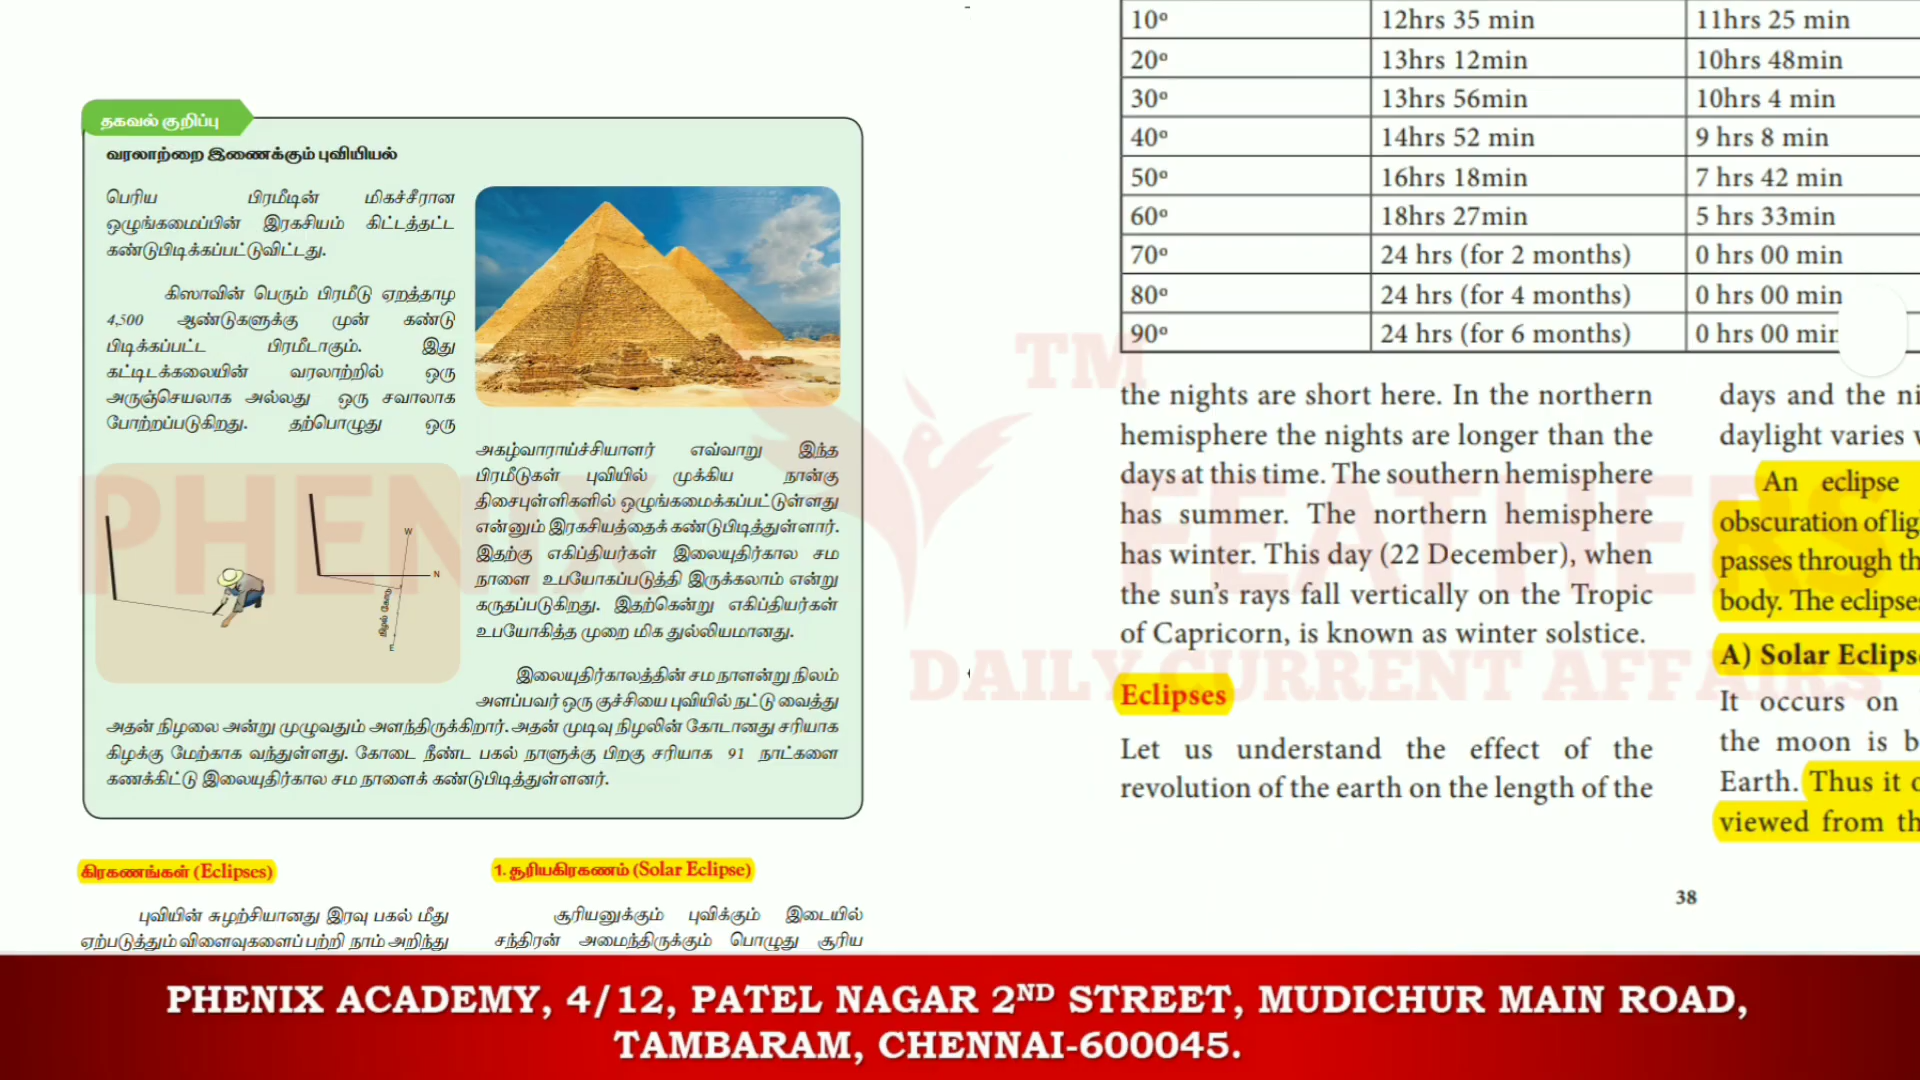 தகவல் குறிப்பு
வரலாற்றை இணைக்கும் புவியியல்
பெரிய பிரமீடின் மிகச்சீரான
ஒழுங்கமைப்பின் இரகசியம் கிட்டத்தட்ட
கண்டுபிடிக்கப்பட்டுவிட்டது.
கிஸாவின் பெரும் பிரமீடு ஏறத்தாழ
4,500 ஆண்டுகளுக்கு முன் கண்டு
பிடிக்கப்பட்ட பிரமீடாகும். இது
கட்டிடக்கலையின் வரலாற்றில் ஒரு
அருஞ்செயலாக அல்லது ஒரு சவாலாக
போற்றப்படுகிறது. தற்பொழுது ஒரு
அகழ்வாராய்ச்சியாளர் எவ்வாறு இந்த
பிரமீடுகள் புவியில் முக்கிய நான்கு
திசைபுள்ளிகளில் ஒழுங்கமைக்கப்பட்டுள்ளது
என்னும் இரகசியத்தைக் கண்டுபிடித்துள்ளார்.
இதற்கு எகிப்தியர்கள் இலையுதிர்கால சம
நாளை உபயோகப்படுத்தி இருக்கலாம் என்று
கருதப்படுகிறது. இதற்கென்று எகிப்தியர்கள்
உபயோகித்த முறை மிக துல்லியமானது.
W
N
நிழல் கோடு
E
இலையுதிர்காலத்தின் சம நாளன்று நிலம்
அளப்பவர் ஒரு குச்சியை புவியில் நட்டு வைத்து
அதன் நிழலை அன்று முழுவதும் அளந்திருக்கிறார். அதன் முடிவு நிழலின் கோடானது சரியாக
கிழக்கு மேற்காக வந்துள்ளது. கோடை நீண்ட பகல் நாளுக்கு பிறகு சரியாக 91 நாட்களை
கணக்கிட்டு இலையுதிர்கால சம நாளைக் கண்டுபிடித்துள்ளனர்.
கிரகணங்கள் (Eclipses)
புவியின் சுழற்சியானது இரவு பகல் மீது
ஏற்படுத்தும் விளைவுகளைப் பற்றி நாம் அறிந்து
1. சூரியகிரகணம் (Solar Eclipse)
சூரியனுக்கும் புவிக்கும் இடையில்
சந்திரன் அமைந்திருக்கும் பொழுது சூரிய
10º 12hrs 35 min 11hrs 25 min
20º 13hrs 12min 10hrs 48min
30º 13hrs 56min 10hrs 4 min
40º 14hrs 52 min 9 hrs 8 min
50º 16hrs 18min 7 hrs 42 min
60º 18hrs 27min 5 hrs 33min
70º 24 hrs (for 2 months) 0 hrs 00 min
80º 24 hrs (for 4 months) 0 hrs 00 min
90º 24 hrs (for 6 months) 0 hrs 00 min
the nights are short here. In the northern
hemisphere the nights are longer than the
days at this time. The southern hemisphere
has summer. The northern hemisphere
has winter. This day (22 December), when
the sun's rays fall vertically on the Tropic
of Capricorn, is known as winter solstice.
Eclipses
Let us understand the effect of the
revolution of the earth on the length of the
days and the
daylight varies
An eclipse
obscuration of
passes through
body. The eclipses
A) Solar
It occurs on
the moon is
Earth. Thus it
viewed from
38
TM
PHENIX FEATHERS
DAILY CURRENT AFFAIRS
PHENIX ACADEMY, 4/12, PATEL NAGAR 2ND STREET, MUDICHUR MAIN ROAD,
TAMBARAM, CHENNAI-600045.